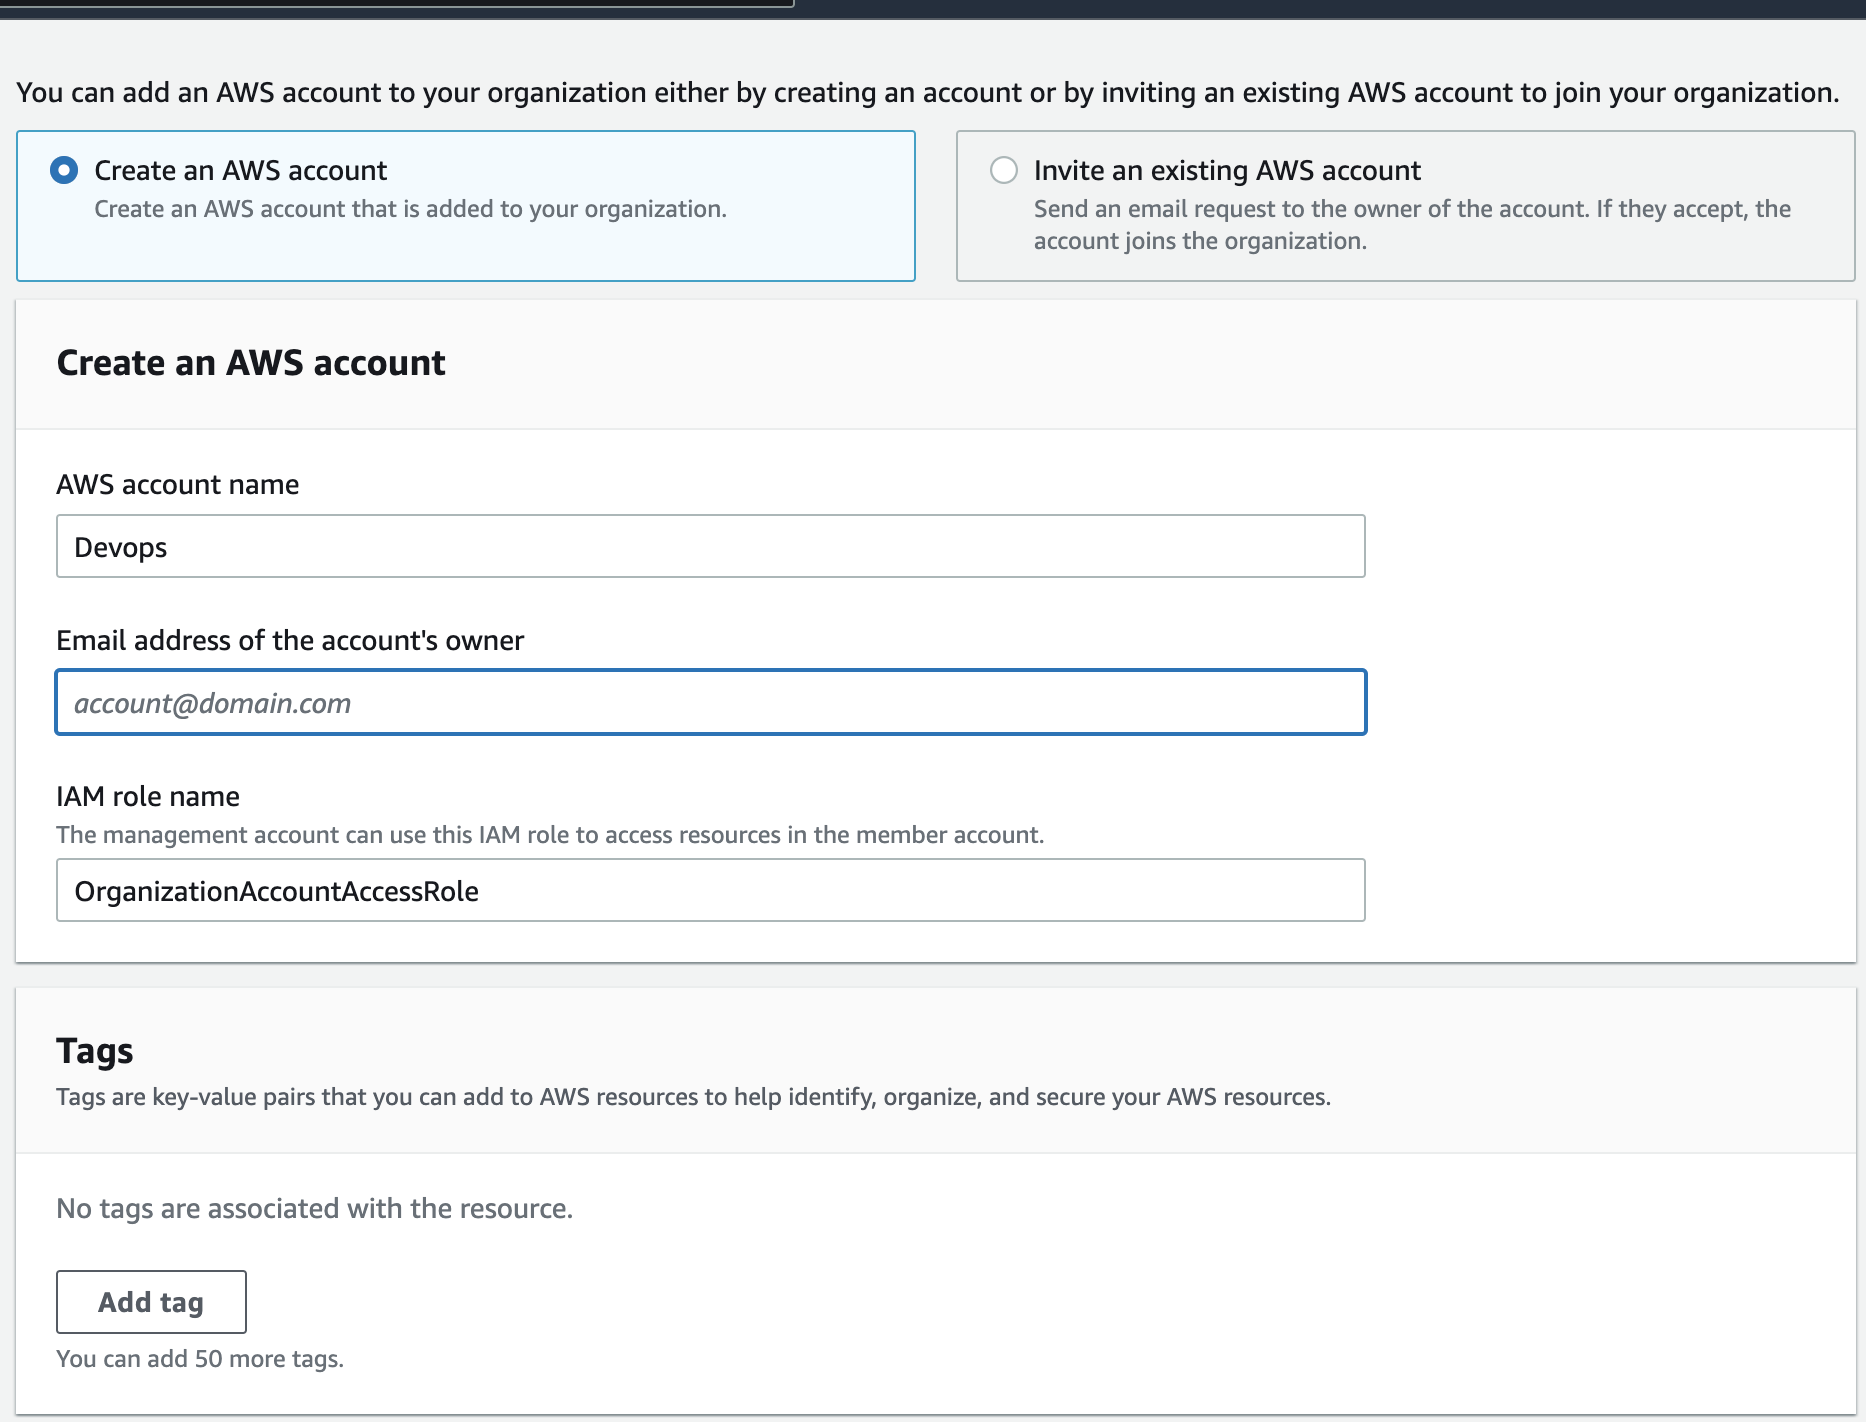 You can add an AWS account to your organization either by creating an account or by inviting an existing AWS account to join your organization.
Create an AWS account
Create an AWS account that is added to your organization.
Invite an existing AWS account
Send an email request to the owner of the account. If they accept, the
account joins the organization.
Create an AWS account
AWS account name
Devops
Email address of the account's owner
account@domain.com
IAM role name
The management account can use this IAM role to access resources in the member account.
OrganizationAccountAccessRole
Tags
Tags are key-value pairs that you can add to AWS resources to help identify, organize, and secure your AWS resources.
No tags are associated with the resource.
Add tag
You can add 50 more tags.